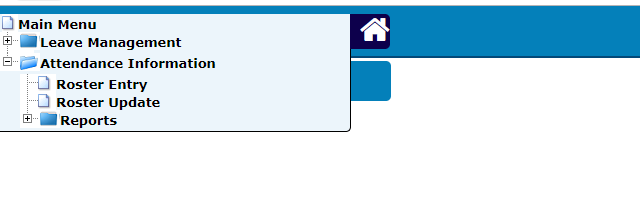 Main Menu
Leave Management
Attendance Information
Roster Entry
Roster Update
Reports